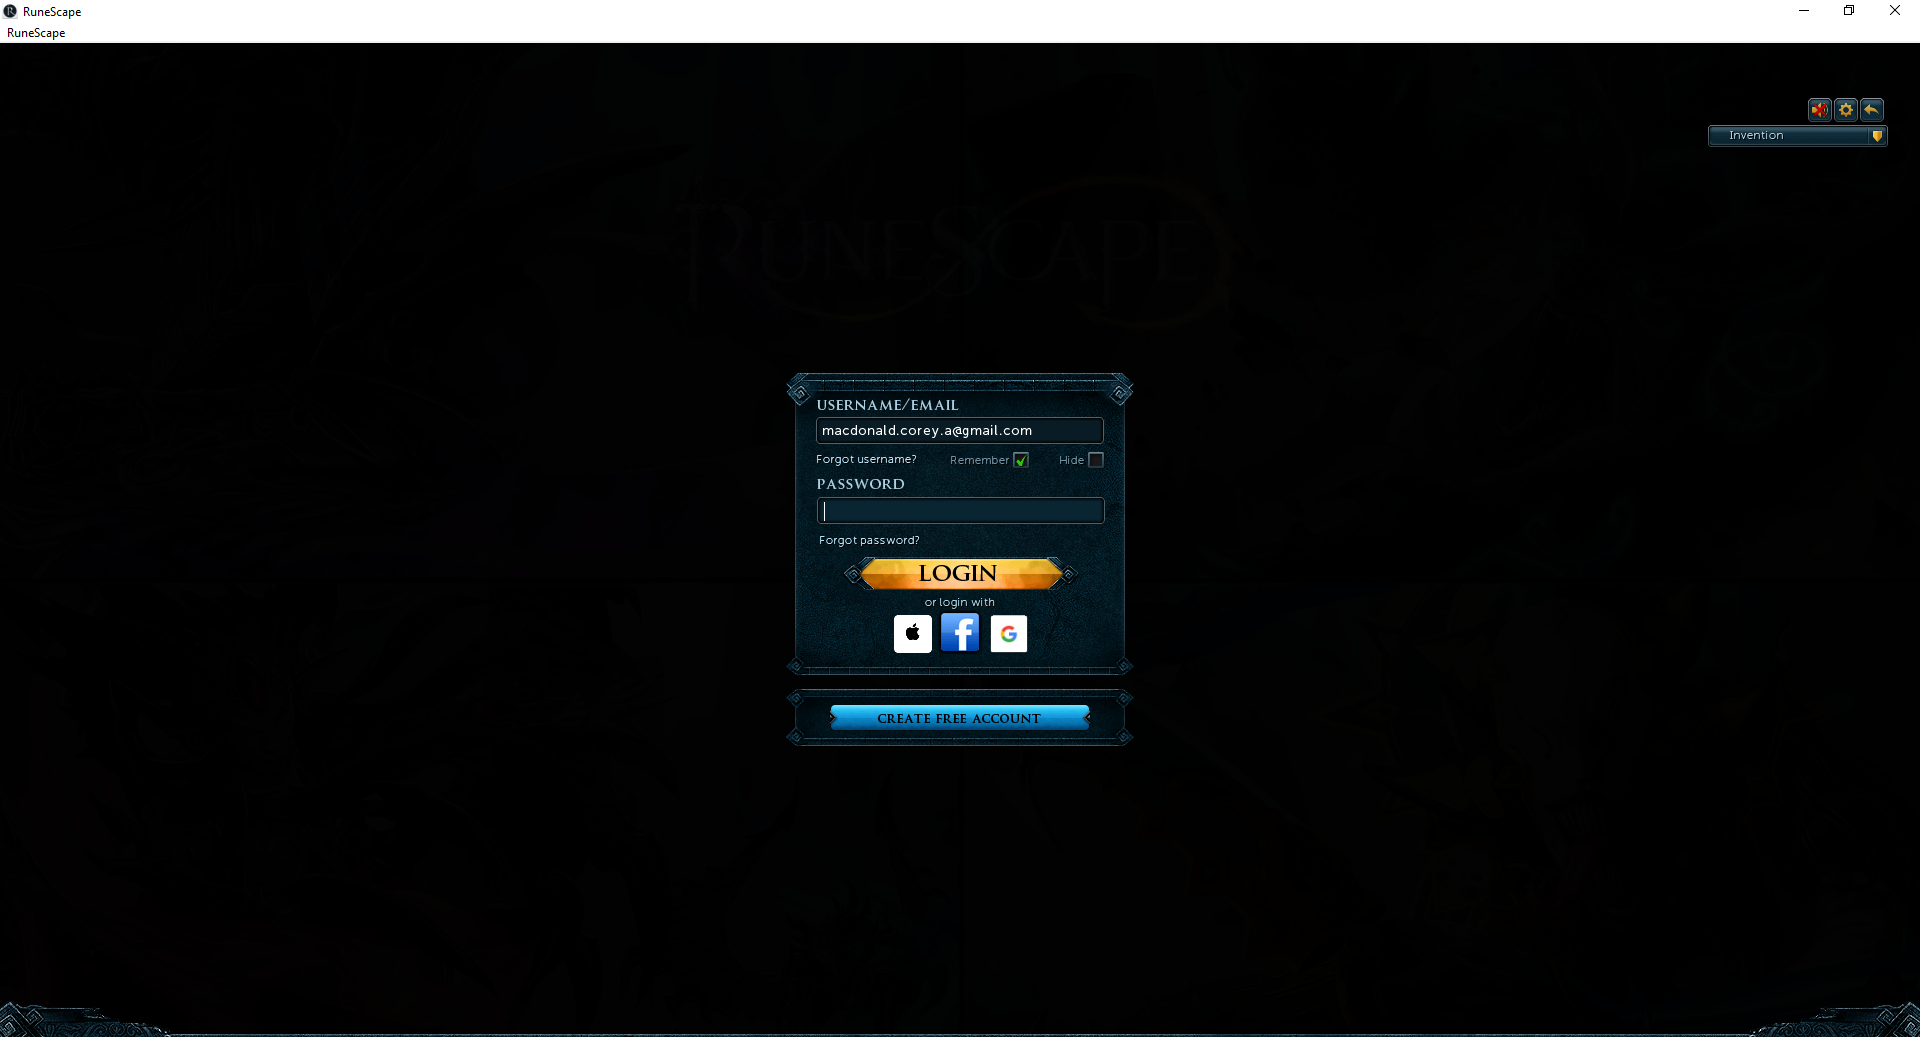 RuneScape
RuneScape
Invention
RUNESCAPE
USERNAME/EMAIL
macdonald.corey.a@gmail.com
Forgot username? Remember Hide
PASSWORD
Forgot password?
LOGIN
or login with
CREATE FREE ACCOUNT